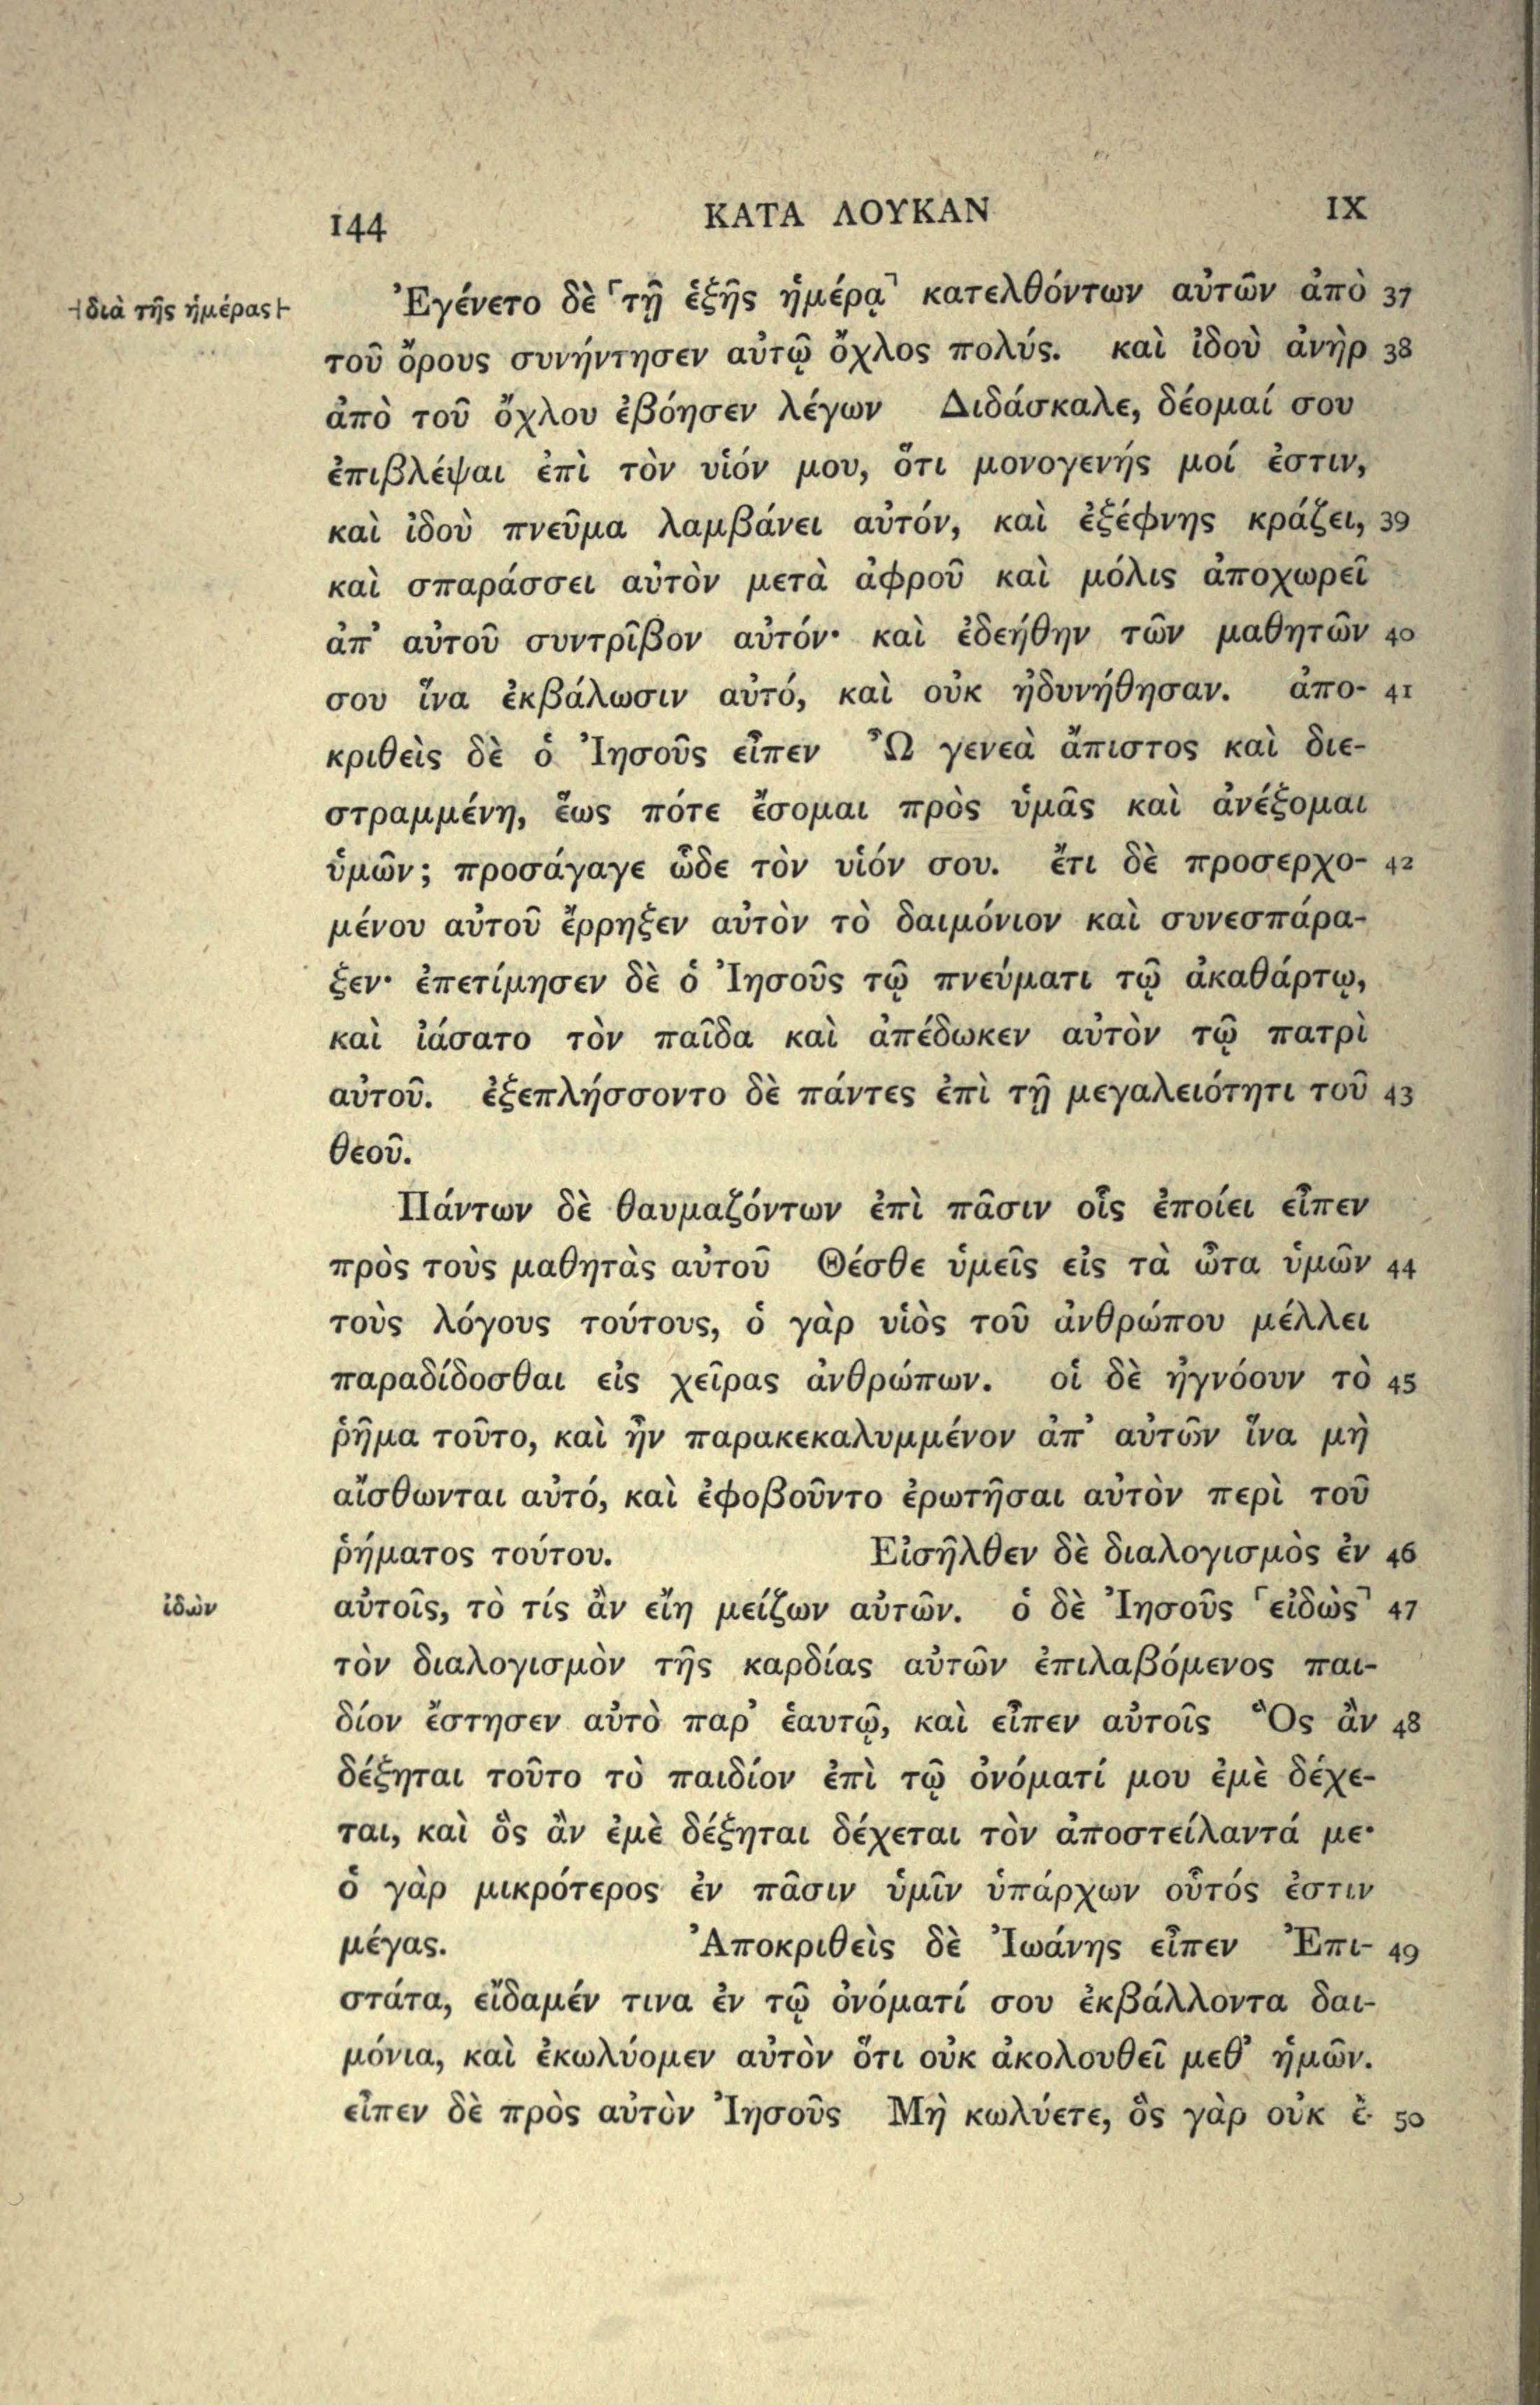 144 ΚΑΤΑ ΛΟΥΚΑΝ IX
⊣διὰ τῆς ἡμέρας⊢ Ἐγένετο δὲ ⸀τῇ ἑξῆς ἡμέρᾳ⸃ κατελθόντων αὐτῶν ἀπὸ 37
τοῦ ὄρους συνήντησεν αὐτῷ ὄχλος πολύς. καὶ ἰδοὺ ἀνὴρ 38
ἀπὸ τοῦ ὄχλου ἐβόησεν λέγων Διδάσκαλε, δέομαί σου
ἐπιβλέψαι ἐπὶ τὸν υἱόν μου, ὅτι μονογενής μοί ἐστιν,
καὶ ἰδοὺ πνεῦμα λαμβάνει αὐτόν, καὶ ἐξέφνης κράζει, 39
καὶ σπαράσσει αὐτὸν μετὰ ἀφροῦ καὶ μόλις ἀποχωρεῖ
ἀπ' αὐτοῦ συντρῖβον αὐτόν· καὶ ἐδεήθην τῶν μαθητῶν 40
σου ἵνα ἐκβάλωσιν αὐτό, καὶ οὐκ ἠδυνήθησαν. ἀπο- 41
κριθεὶς δὲ ὁ Ἰησοῦς εἶπεν Ὦ γενεὰ ἄπιστος καὶ διε-
στραμμένη, ἕως πότε ἔσομαι πρὸς ὑμᾶς καὶ ἀνέξομαι
ὑμῶν; προσάγαγε ὧδε τὸν υἱόν σου. ἔτι δὲ προσερχο- 42
μένου αὐτοῦ ἔρρηξεν αὐτὸν τὸ δαιμόνιον καὶ συνεσπάρα-
ξεν· ἐπετίμησεν δὲ ὁ Ἰησοῦς τῷ πνεύματι τῷ ἀκαθάρτῳ,
καὶ ἰάσατο τὸν παῖδα καὶ ἀπέδωκεν αὐτὸν τῷ πατρὶ
αὐτοῦ. ἐξεπλήσσοντο δὲ πάντες ἐπὶ τῇ μεγαλειότητι τοῦ 43
θεοῦ.
Πάντων δὲ θαυμαζόντων ἐπὶ πᾶσιν οἷς ἐποίει εἶπεν
πρὸς τοὺς μαθητὰς αὐτοῦ Θέσθε ὑμεῖς εἰς τὰ ὦτα ὑμῶν 44
τοὺς λόγους τούτους, ὁ γὰρ υἱὸς τοῦ ἀνθρώπου μέλλει
παραδίδοσθαι εἰς χεῖρας ἀνθρώπων. οἱ δὲ ἠγνόουν τὸ 45
ῥῆμα τοῦτο, καὶ ἦν παρακεκαλυμμένον ἀπ' αὐτῶν ἵνα μὴ
αἴσθωνται αὐτό, καὶ ἐφοβοῦντο ἐρωτῆσαι αὐτὸν περὶ τοῦ
ῥήματος τούτου. Εἰσῆλθεν δὲ διαλογισμὸς ἐν 46
ἰδὼν αὐτοῖς, τὸ τίς ἂν εἴη μείζων αὐτῶν. ὁ δὲ Ἰησοῦς ⸀εἰδὼς⸃ 47
τὸν διαλογισμὸν τῆς καρδίας αὐτῶν ἐπιλαβόμενος παι-
δίον ἔστησεν αὐτὸ παρ' ἑαυτῷ, καὶ εἶπεν αὐτοῖς Ὃς ἂν 48
δέξηται τοῦτο τὸ παιδίον ἐπὶ τῷ ὀνόματί μου ἐμὲ δέχε-
ται, καὶ ὃς ἂν ἐμὲ δέξηται δέχεται τὸν ἀποστείλαντά με·
ὁ γὰρ μικρότερος ἐν πᾶσιν ὑμῖν ὑπάρχων οὗτός ἐστιν
μέγας. Ἀποκριθεὶς δὲ Ἰωάνης εἶπεν Ἐπι- 49
στάτα, εἴδαμέν τινα ἐν τῷ ὀνόματί σου ἐκβάλλοντα δαι-
μόνια, καὶ ἐκωλύομεν αὐτὸν ὅτι οὐκ ἀκολουθεῖ μεθ' ἡμῶν.
εἶπεν δὲ πρὸς αὐτὸν Ἰησοῦς Μὴ κωλύετε, ὃς γὰρ οὐκ ἔ- 50